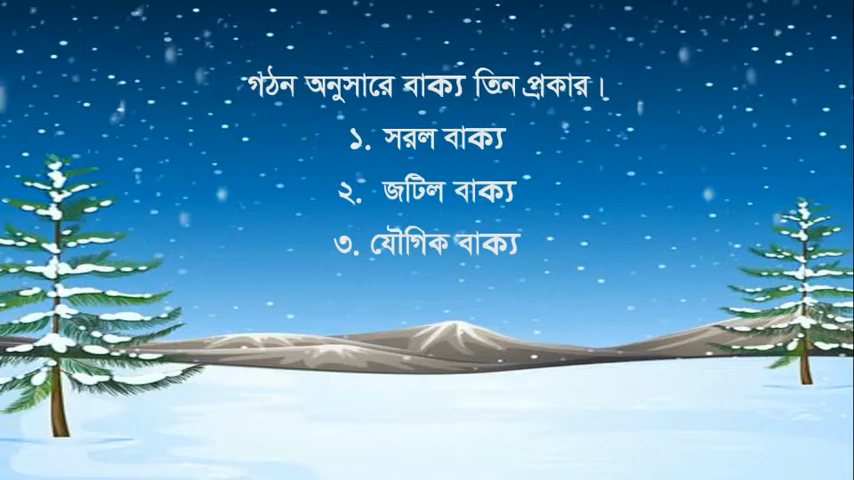 গঠন অনুসারে বাক্য তিন প্রকার।
১. সরল বাক্য
২. জটিল বাক্য
৩. যৌগিক বাক্য